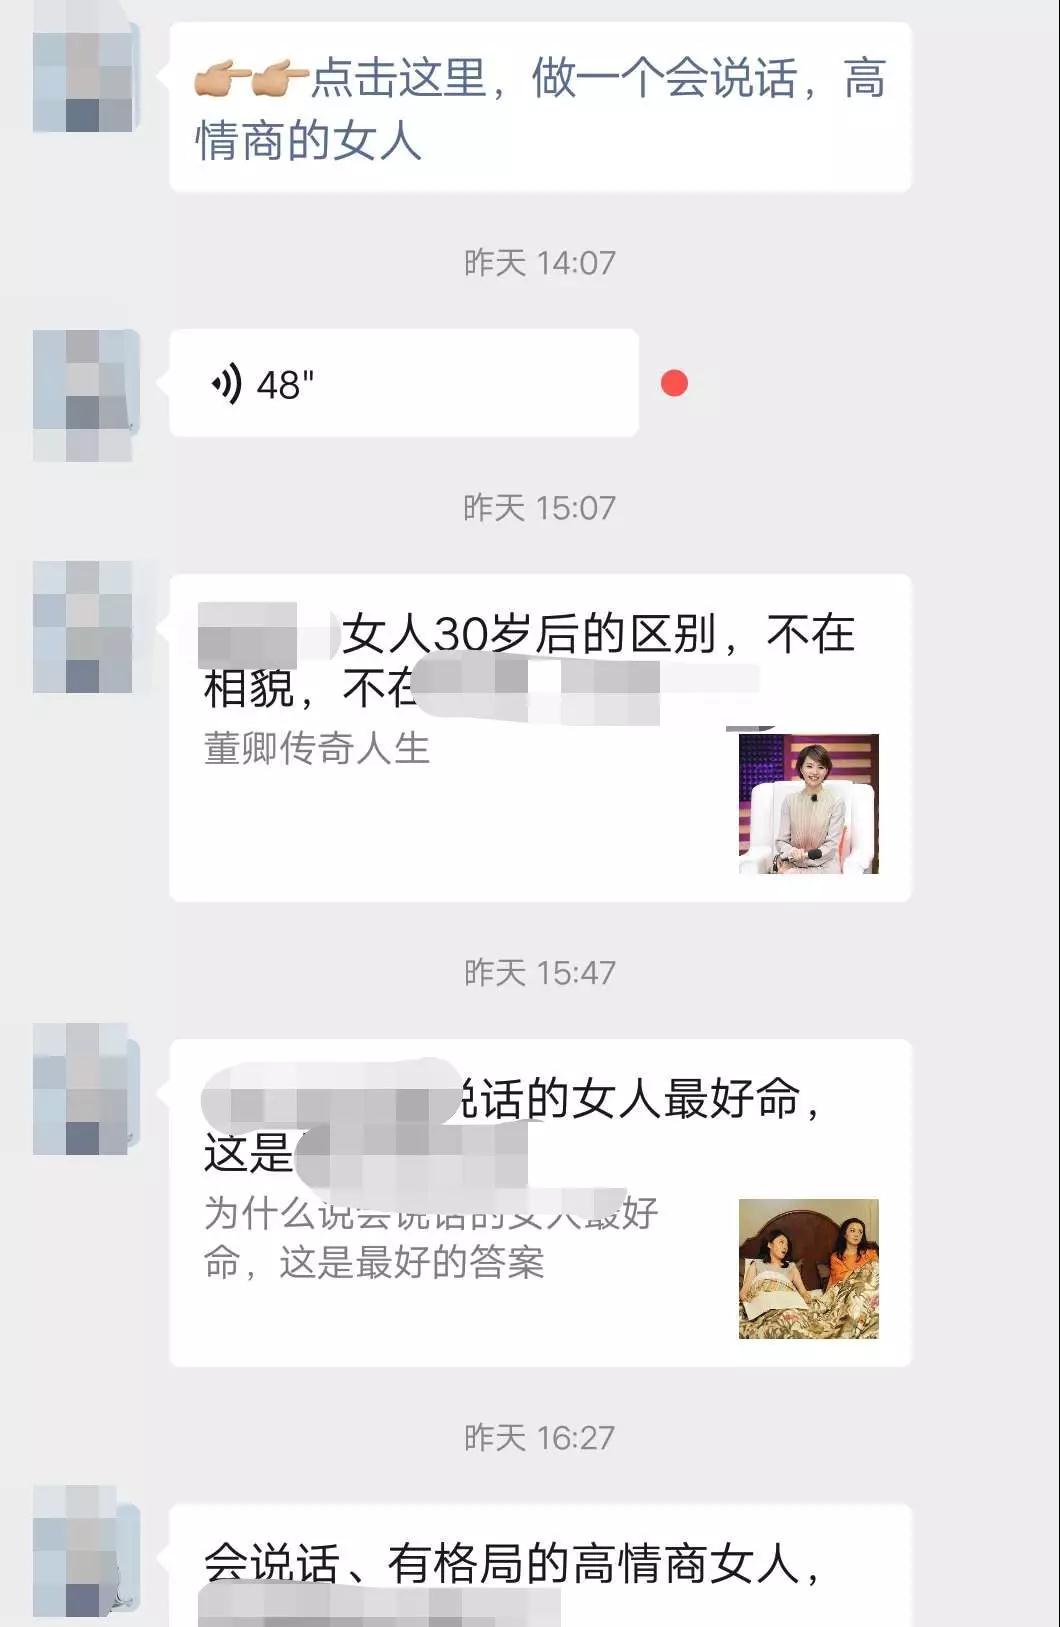 👉👉点击这里，做一个会说话，高
情商的女人
昨天 14:07
48"
昨天 15:07
女人30岁后的区别，不在
相貌，不在
董卿传奇人生
昨天 15:47
说话的女人最好命，
这是
为什么说会说话的女人最好
命，这是最好的答案
昨天 16:27
会说话、有格局的高情商女人，